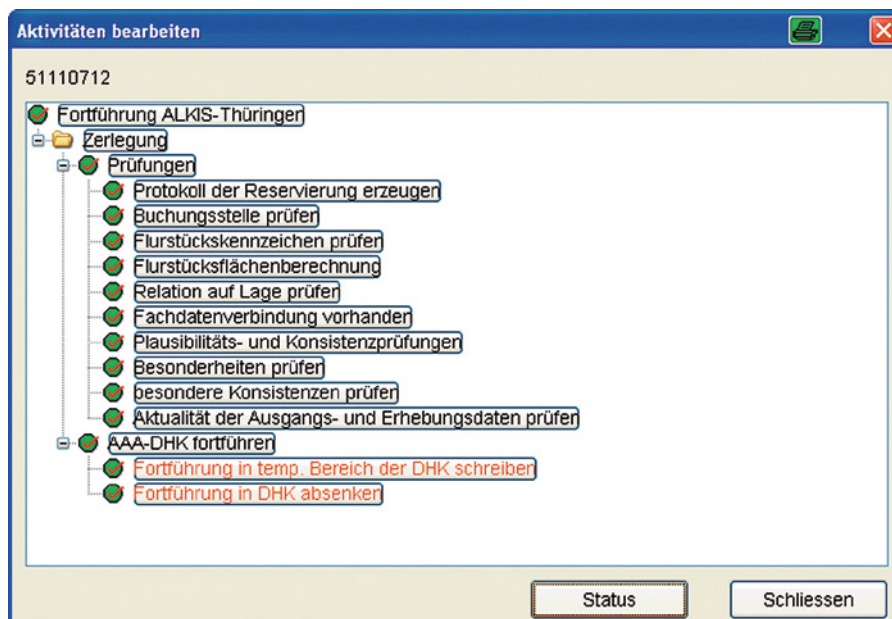 Aktivitäten bearbeiten
51110712
Fortführung ALKIS-Thüringen
Zerlegung
Prüfungen
Protokoll der Reservierung erzeugen
Buchungsstelle prüfen
Flurstückskennzeichen prüfen
Flurstücksflächenberechnung
Relation auf Lage prüfen
Fachdatenverbindung vorhanden
Plausibilitäts- und Konsistenzprüfungen
Besonderheiten prüfen
besondere Konsistenzen prüfen
Aktualität der Ausgangs- und Erhebungsdaten prüfen
AAA-DHK fortführen
Fortführung in temp. Bereich der DHK schreiben
Fortführung in DHK absenken
Status Schliessen